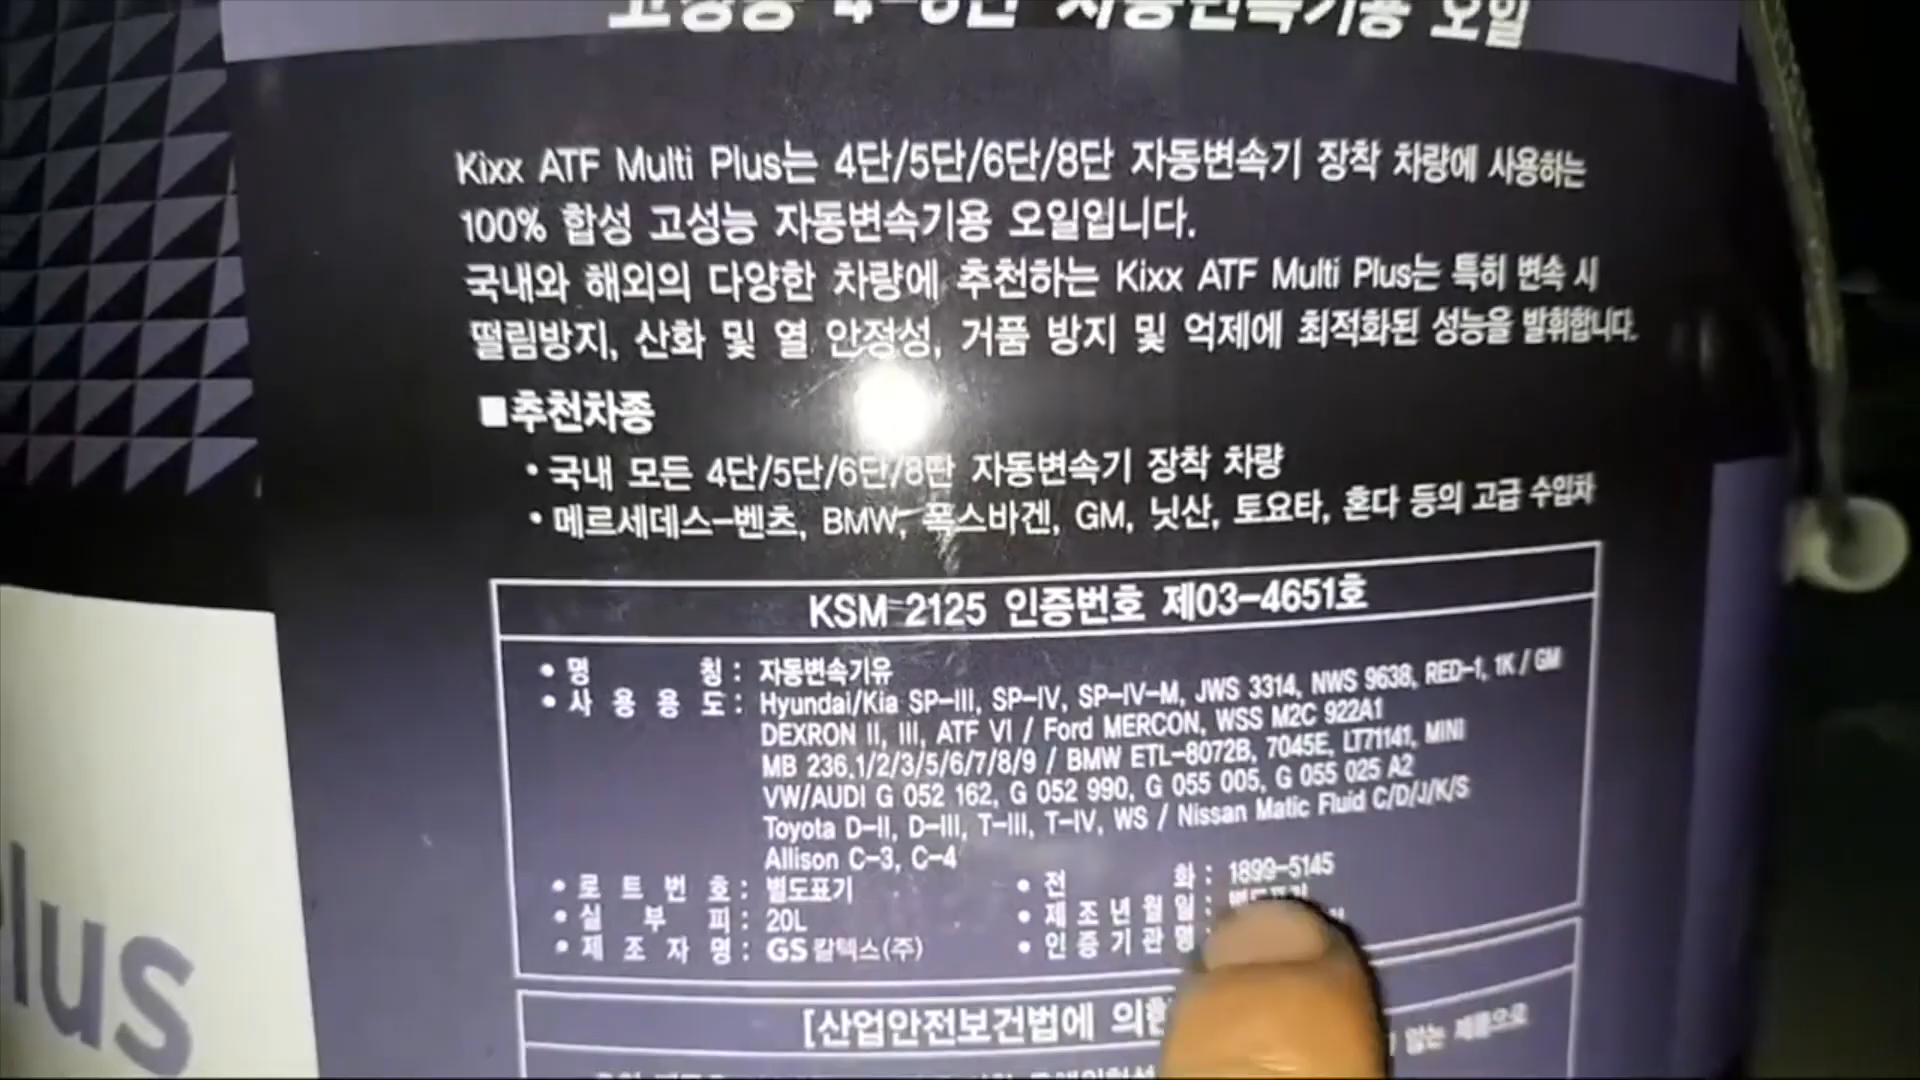 고성능 4-8단 자동변속기용 오일
Kixx ATF Multi Plus는 4단/5단/6단/8단 자동변속기 장착 차량에 사용하는
100% 합성 고성능 자동변속기용 오일입니다.
국내와 해외의 다양한 차량에 추천하는 Kixx ATF Multi Plus는 특히 변속 시
떨림방지, 산화 및 열 안정성, 거품 방지 및 억제에 최적화된 성능을 발휘합니다.
■추천차종
• 국내 모든 4단/5단/6단/8단 자동변속기 장착 차량
• 메르세데스-벤츠, BMW, 폭스바겐, GM, 닛산, 토요타, 혼다 등의 고급 수입차
KSM 2125 인증번호 제03-4651호
• 명 칭 : 자동변속기유
• 사 용 용 도 : Hyundai/Kia SP-III, SP-IV, SP-IV-M, JWS 3314, NWS 9638, RED-1, 1K / GM
DEXRON II, III, ATF VI / Ford MERCON, WSS M2C 922A1
MB 236.1/2/3/5/6/7/8/9 / BMW ETL-8072B, 7045E, LT71141, MINI
VW/AUDI G 052 162, G 052 990, G 055 005, G 055 025 A2
Toyota D-II, D-III, T-III, T-IV, WS / Nissan Matic Fluid C/D/J/K/S
Allison C-3, C-4
• 로 트 번 호 : 별도표기 • 전 화 : 1899-5145
• 실 부 피 : 20L • 제 조 년 월 일 : 별도표기
• 제 조 자 명 : GS칼텍스(주) • 인 증 기 관 명 :
[산업안전보건법에 의한
않는 제품으로
lus